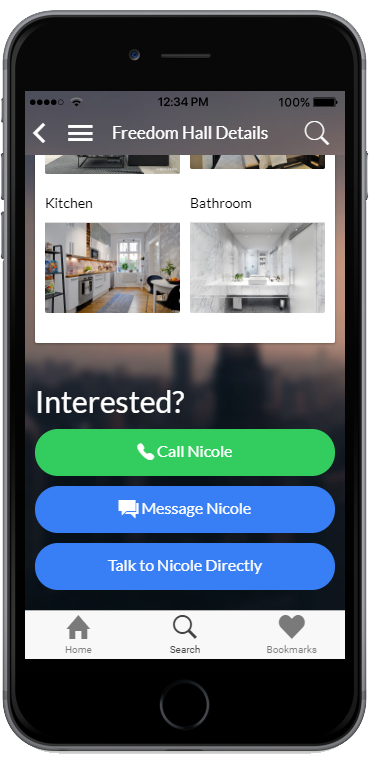 12:34 PM 100%
Freedom Hall Details
Kitchen Bathroom
Interested?
Call Nicole
Message Nicole
Talk to Nicole Directly
Home Search Bookmarks